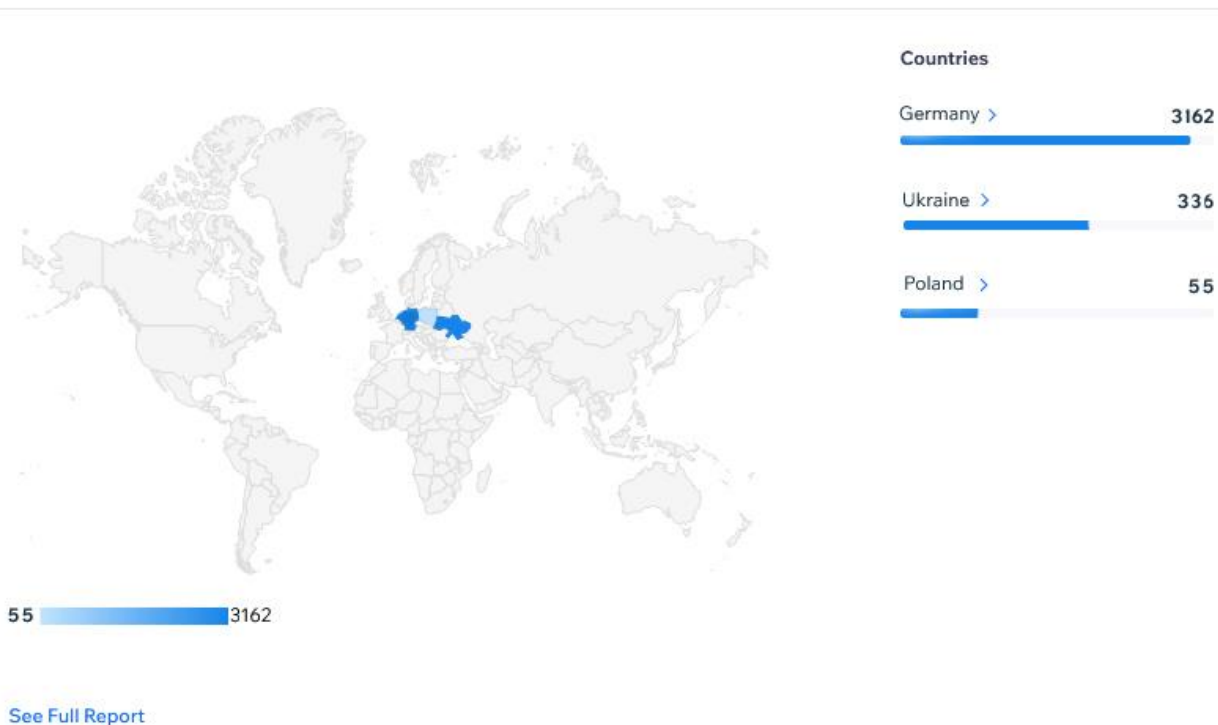 Countries
Germany > 3162
Ukraine > 336
Poland > 55
55 3162
See Full Report